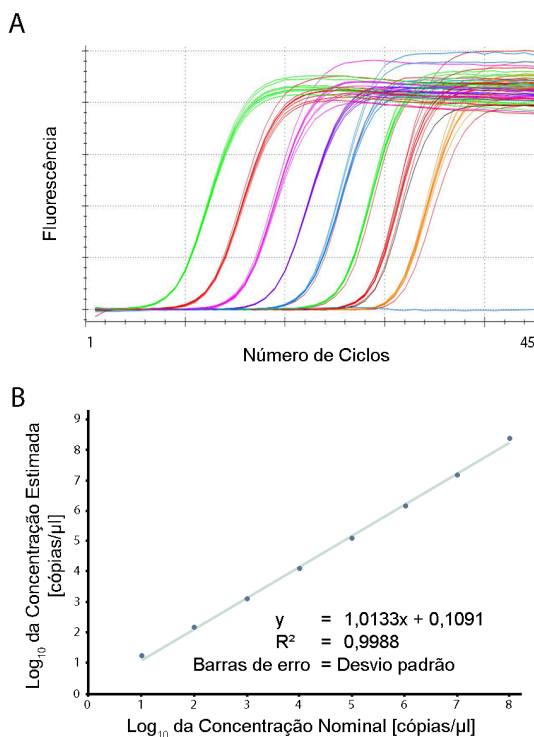 A
Fluorescência
1
45
Número de Ciclos
B
9
8
7
6
5
4
3
2
1
0
Log₁₀ da Concentração Estimada
[cópias/µl]
y = 1,0133x + 0,1091
R² = 0,9988
Barras de erro = Desvio padrão
0 1 2 3 4 5 6 7 8
Log₁₀ da Concentração Nominal [cópias/µl]